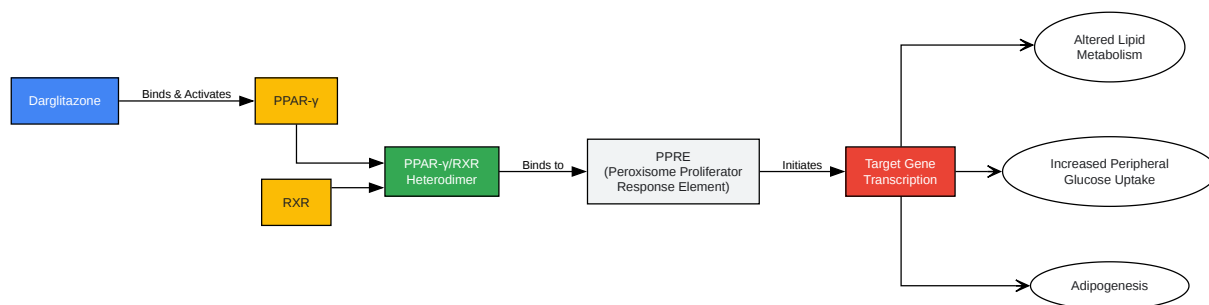 Darglitazone
Binds & Activates
PPAR-γ
RXR
PPAR-γ/RXR
Heterodimer
Binds to
PPRE
(Peroxisome Proliferator
Response Element)
Initiates
Target Gene
Transcription
Altered Lipid
Metabolism
Increased Peripheral
Glucose Uptake
Adipogenesis